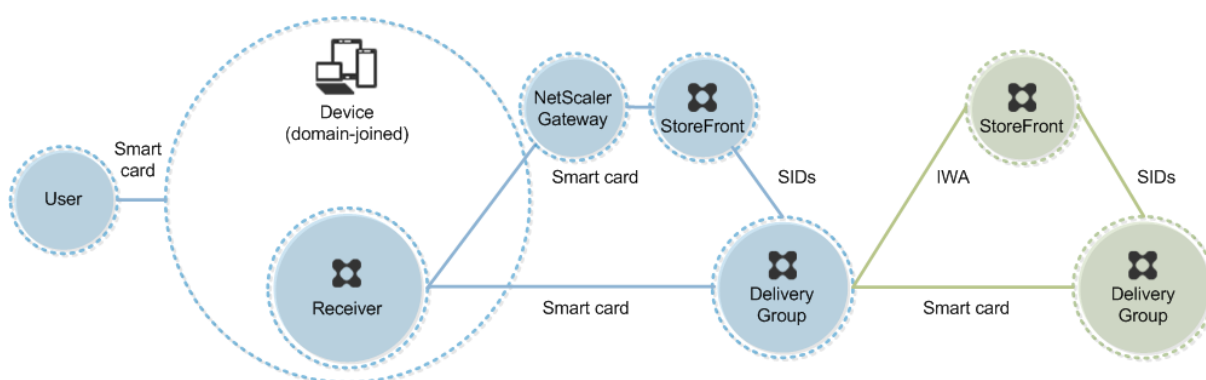 Device
(domain-joined)
NetScaler
Gateway
StoreFront
StoreFront
Smart
card
User
Smart card
SIDs
IWA
SIDs
Receiver
Smart card
Delivery
Group
Smart card
Delivery
Group